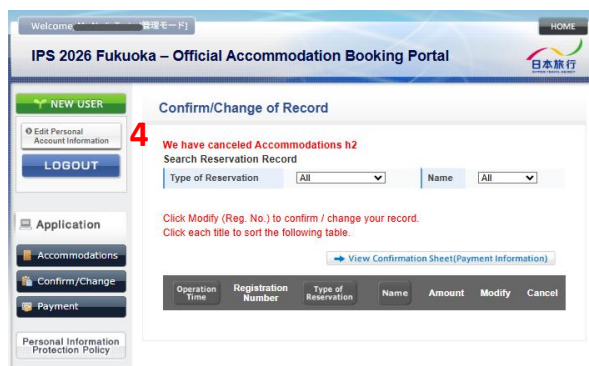 Welcome
管理モード]
HOME
IPS 2026 Fukuoka – Official Accommodation Booking Portal
日本旅行
NIPPON TRAVEL AGENCY
NEW USER
Edit Personal
Account Information
LOGOUT
4
Confirm/Change of Record
We have canceled Accommodations h2
Search Reservation Record
Type of Reservation All Name All
Click Modify (Reg. No.) to confirm / change your record.
Click each title to sort the following table.
View Confirmation Sheet(Payment Information)
Operation Time Registration Number Type of Reservation Name Amount Modify Cancel
Application
Accommodations
Confirm/Change
Payment
Personal Information
Protection Policy